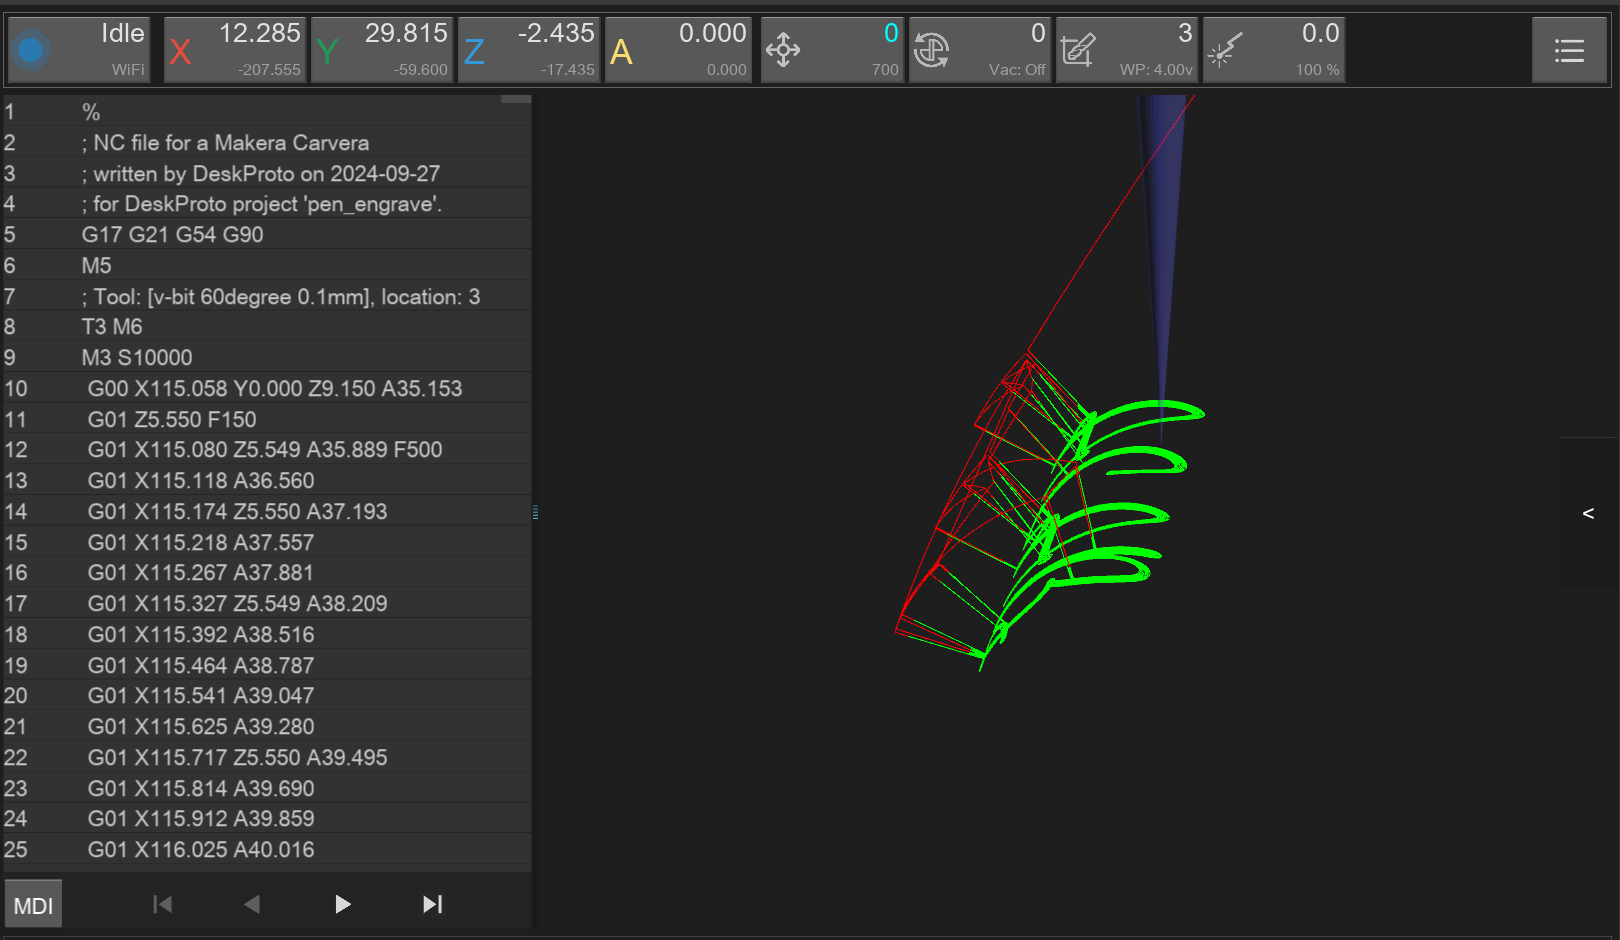 Idle
WiFi
X 12.285
-207.555
Y 29.815
-59.600
Z -2.435
-17.435
A 0.000
0.000
0
700
0
Vac: Off
3
WP: 4.00v
0.0
100 %
1 %
2 ; NC file for a Makera Carvera
3 ; written by DeskProto on 2024-09-27
4 ; for DeskProto project 'pen_engrave'.
5 G17 G21 G54 G90
6 M5
7 ; Tool: [v-bit 60degree 0.1mm], location: 3
8 T3 M6
9 M3 S10000
10 G00 X115.058 Y0.000 Z9.150 A35.153
11 G01 Z5.550 F150
12 G01 X115.080 Z5.549 A35.889 F500
13 G01 X115.118 A36.560
14 G01 X115.174 Z5.550 A37.193
15 G01 X115.218 A37.557
16 G01 X115.267 A37.881
17 G01 X115.327 Z5.549 A38.209
18 G01 X115.392 A38.516
19 G01 X115.464 A38.787
20 G01 X115.541 A39.047
21 G01 X115.625 A39.280
22 G01 X115.717 Z5.550 A39.495
23 G01 X115.814 A39.690
24 G01 X115.912 A39.859
25 G01 X116.025 A40.016
<
MDI